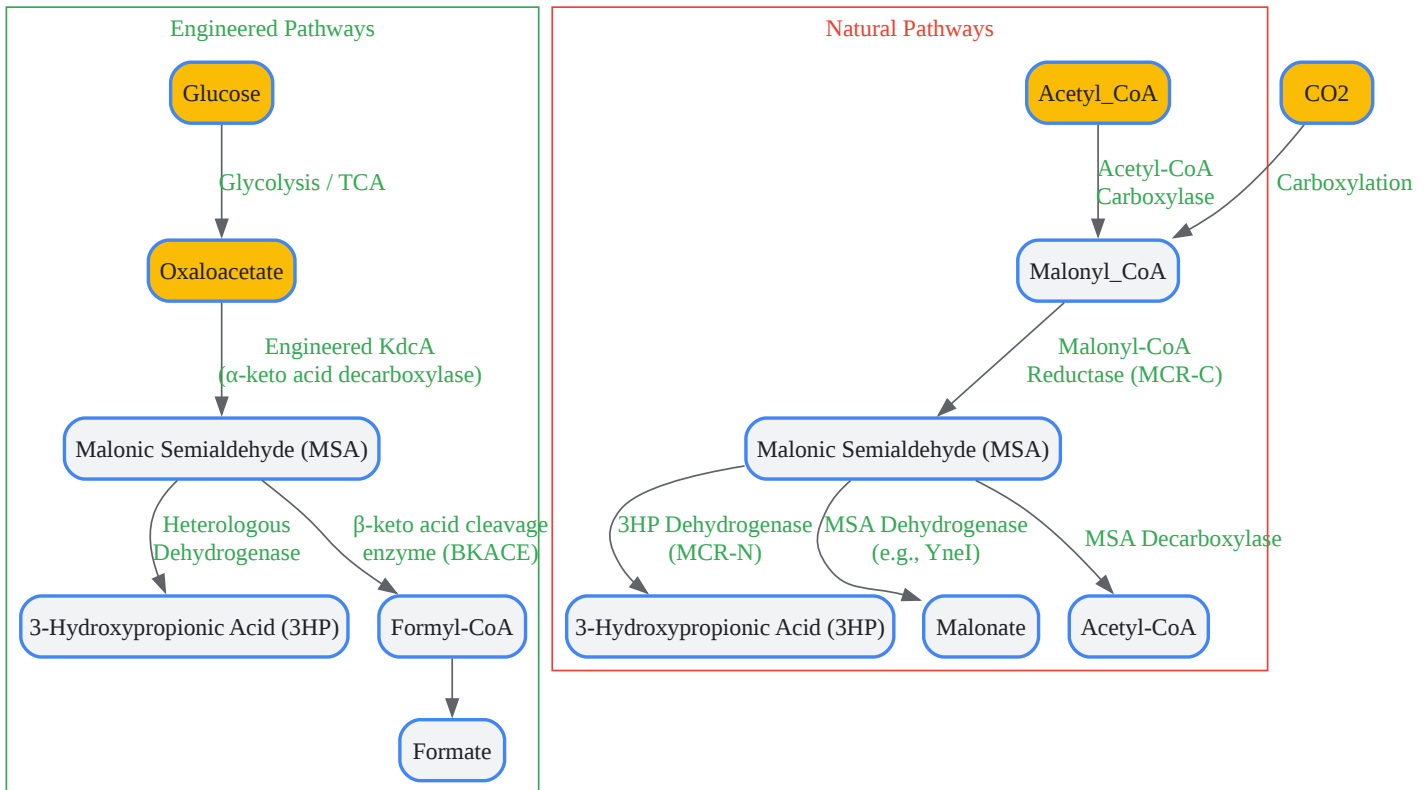 Engineered Pathways
Glucose
Glycolysis / TCA
Oxaloacetate
Engineered KdcA
(α-keto acid decarboxylase)
Malonic Semialdehyde (MSA)
Heterologous
Dehydrogenase
β-keto acid cleavage
enzyme (BKACE)
3-Hydroxypropionic Acid (3HP)
Formyl-CoA
Formate
Natural Pathways
Acetyl_CoA
CO2
Acetyl-CoA
Carboxylase
Carboxylation
Malonyl_CoA
Malonyl-CoA
Reductase (MCR-C)
Malonic Semialdehyde (MSA)
3HP Dehydrogenase
(MCR-N)
MSA Dehydrogenase
(e.g., YneI)
MSA Decarboxylase
3-Hydroxypropionic Acid (3HP)
Malonate
Acetyl-CoA